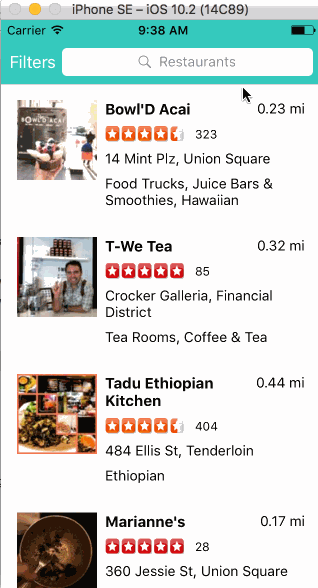 iPhone SE – iOS 10.2 (14C89)
Carrier 9:38 AM
Filters Restaurants
Bowl'D Acai 0.23 mi
323
14 Mint Plz, Union Square
Food Trucks, Juice Bars &
Smoothies, Hawaiian
T-We Tea 0.32 mi
85
Crocker Galleria, Financial
District
Tea Rooms, Coffee & Tea
Tadu Ethiopian 0.44 mi
Kitchen
404
484 Ellis St, Tenderloin
Ethiopian
Marianne's 0.17 mi
28
360 Jessie St, Union Square